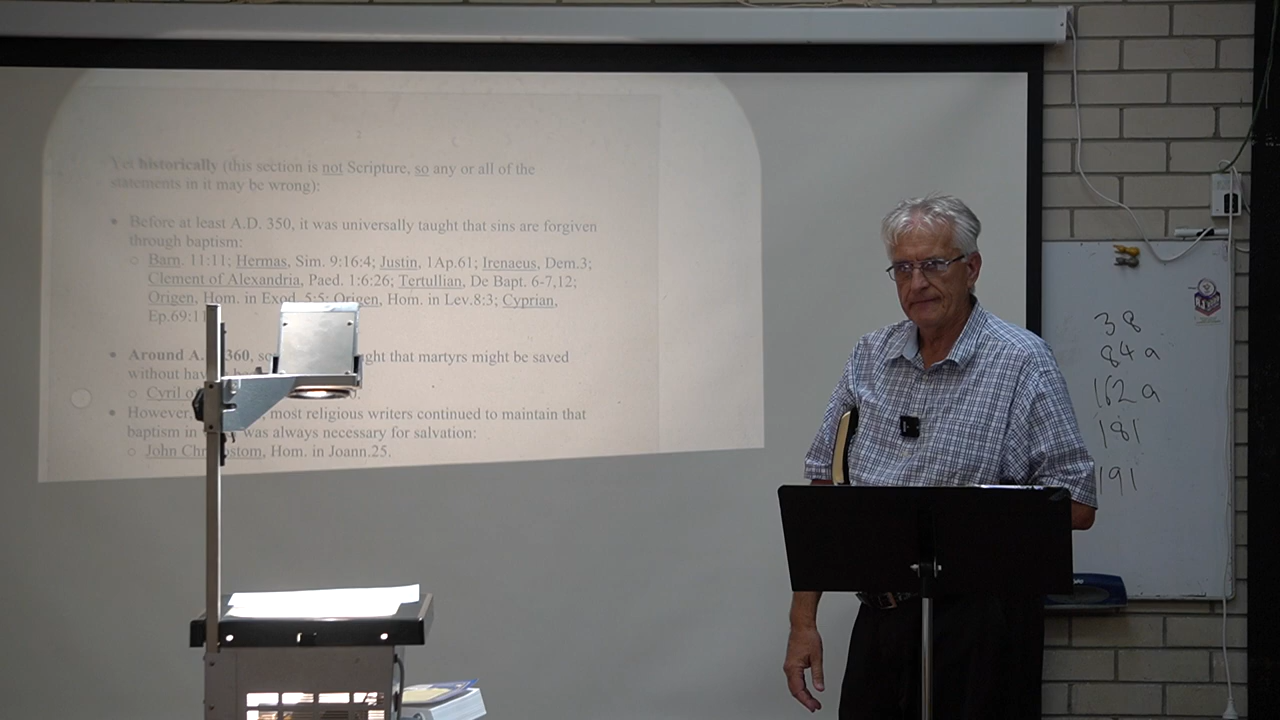 2
Yet historically (this section is not Scripture, so any or all of the
statements in it may be wrong):
Before at least A.D. 350, it was universally taught that sins are forgiven
through baptism:
Barn. 11:11; Hermas, Sim. 9:16:4; Justin, 1Ap.61; Irenaeus, Dem.3;
Clement of Alexandria, Paed. 1:6:26; Tertullian, De Bapt. 6-7,12;
Origen, Hom. in Exod. 5:5; Origen, Hom. in Lev.8:3; Cyprian,
Ep.69:1
Around A. 360, ght that martyrs might be saved
without
Cyril
However, most religious writers continued to maintain that
baptism in was always necessary for salvation:
John Chr ostom, Hom. in Joann.25.
38
84a
162a
181
191